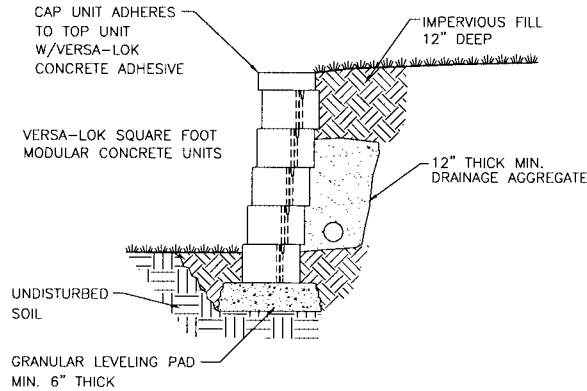 CAP UNIT ADHERES
TO TOP UNIT
W/VERSA-LOK
CONCRETE ADHESIVE
IMPERVIOUS FILL
12" DEEP
VERSA-LOK SQUARE FOOT
MODULAR CONCRETE UNITS
12" THICK MIN.
DRAINAGE AGGREGATE
UNDISTURBED
SOIL
GRANULAR LEVELING PAD
MIN. 6" THICK